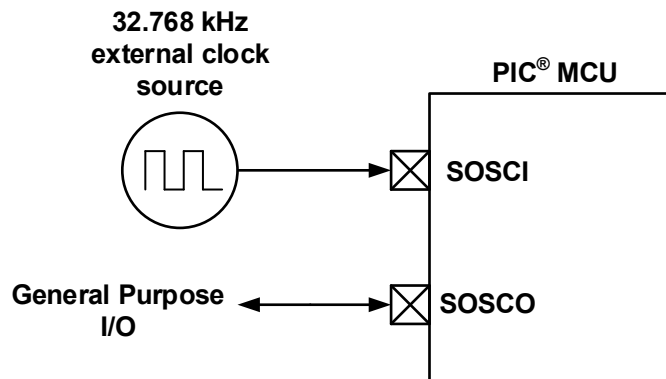 32.768 kHz
external clock
source
PIC® MCU
SOSCI
General Purpose
I/O
SOSCO